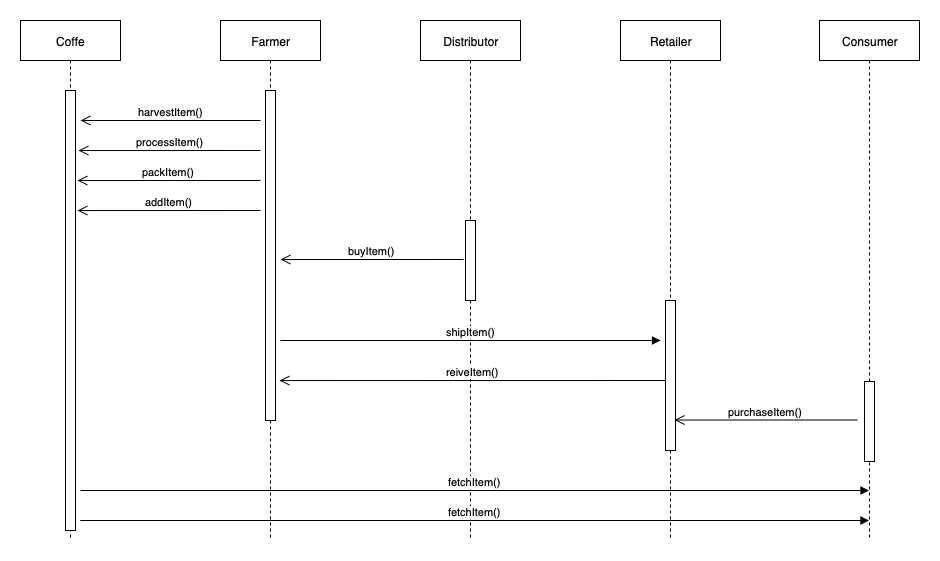 Coffe
Farmer
Distributor
Retailer
Consumer
harvestItem()
processItem()
packItem()
addItem()
buyItem()
shipItem()
reiveItem()
purchaseItem()
fetchItem()
fetchItem()